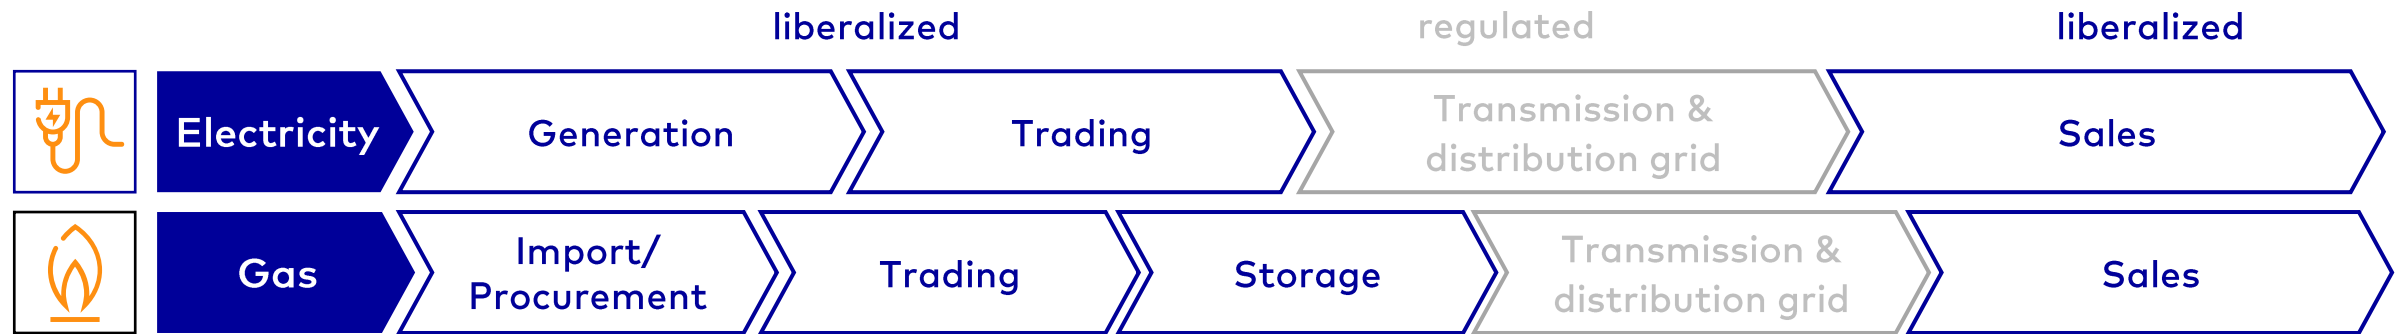 liberalized
regulated
liberalized
Electricity
Generation
Trading
Transmission &
distribution grid
Sales
Gas
Import/
Procurement
Trading
Storage
Transmission &
distribution grid
Sales